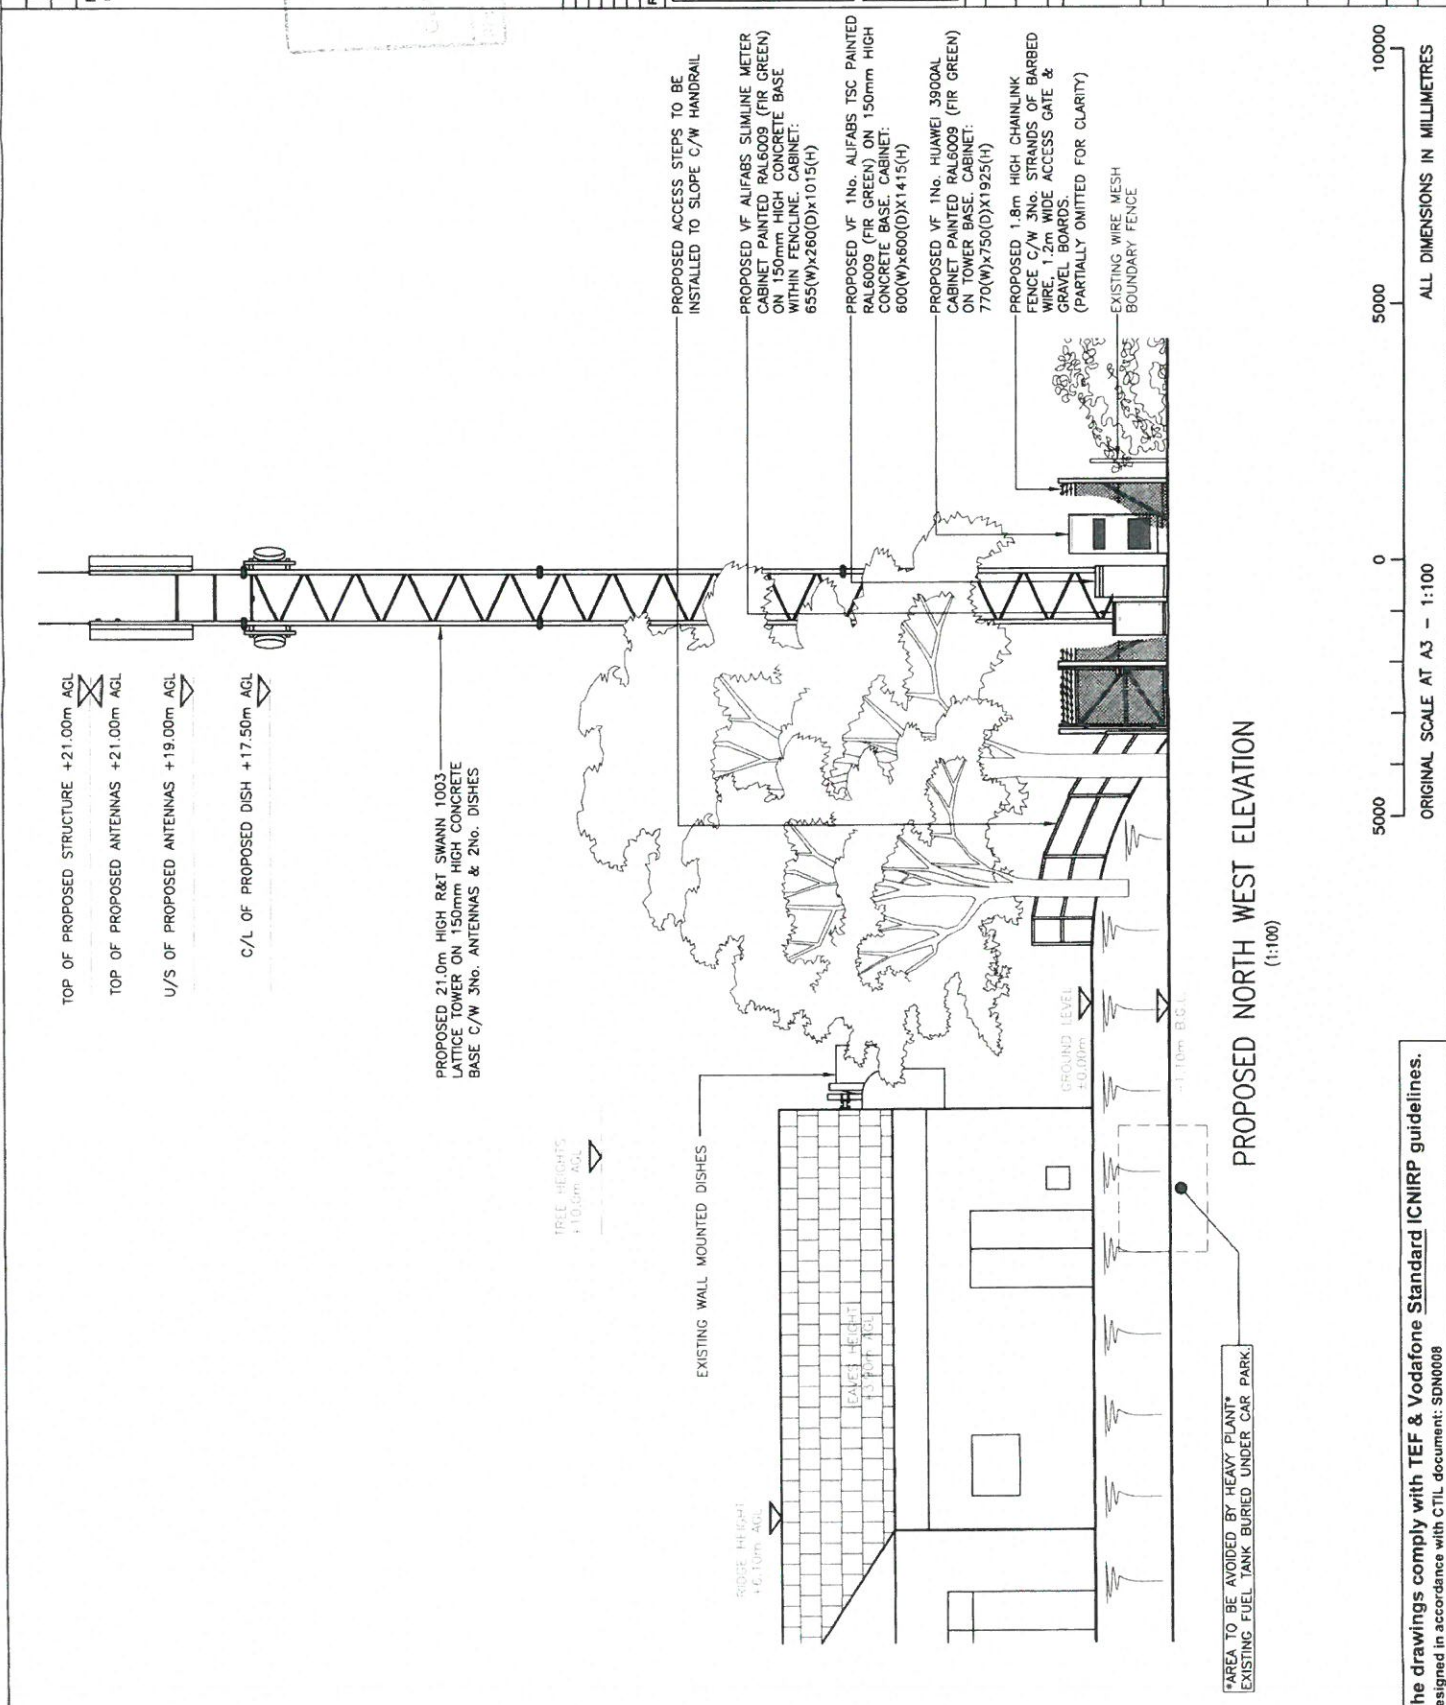 TOP OF PROPOSED STRUCTURE +21.00m AGL
TOP OF PROPOSED ANTENNAS +21.00m AGL
U/S OF PROPOSED ANTENNAS +19.00m AGL
C/L OF PROPOSED DISH +17.50m AGL
PROPOSED 21.0m HIGH R&T SWANN 1003
LATTICE TOWER ON 150mm HIGH CONCRETE
BASE C/W 3No. ANTENNAS & 2No. DISHES
TREE HEIGHTS
+10.0m AGL
EXISTING WALL MOUNTED DISHES
RIDGE HEIGHT
+6.10m AGL
EAVES HEIGHT
+3.90m AGL
GROUND LEVEL
±0.00m
-1.10m B.G.L
PROPOSED ACCESS STEPS TO BE
INSTALLED TO SLOPE C/W HANDRAIL
PROPOSED VF ALIFABS SLIMLINE METER
CABINET PAINTED RAL6009 (FIR GREEN)
ON 150mm HIGH CONCRETE BASE
WITHIN FENCLINE. CABINET:
655(W)x260(D)x1015(H)
PROPOSED VF 1No. ALIFABS TSC PAINTED
RAL6009 (FIR GREEN) ON 150mm HIGH
CONCRETE BASE. CABINET:
600(W)x600(D)X1415(H)
PROPOSED VF 1No. HUAWEI 3900AL
CABINET PAINTED RAL6009 (FIR GREEN)
ON TOWER BASE. CABINET:
770(W)x750(D)X1925(H)
PROPOSED 1.8m HIGH CHAINLINK
FENCE C/W 3No. STRANDS OF BARBED
WIRE, 1.2m WIDE ACCESS GATE &
GRAVEL BOARDS.
(PARTIALLY OMITTED FOR CLARITY)
EXISTING WIRE MESH
BOUNDARY FENCE
*AREA TO BE AVOIDED BY HEAVY PLANT*
EXISTING FUEL TANK BURIED UNDER CAR PARK.
PROPOSED NORTH WEST ELEVATION
(1:100)
5000 0 5000 10000
ORIGINAL SCALE AT A3 - 1:100
ALL DIMENSIONS IN MILLIMETRES
he drawings comply with TEF & Vodafone Standard ICNIRP guidelines.
esigned in accordance with CTIL document: SDN0008